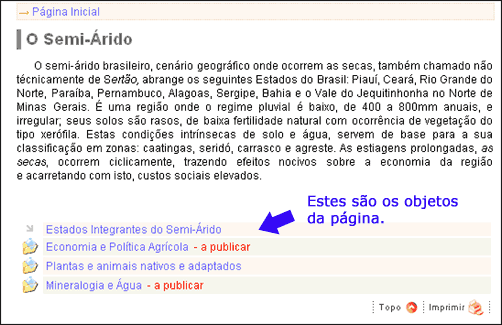 → Página Inicial
O Semi-Árido
O semi-árido brasileiro, cenário geográfico onde ocorrem as secas, também chamado não
técnicamente de Sertão, abrange os seguintes Estados do Brasil: Piauí, Ceará, Rio Grande do
Norte, Paraíba, Pernambuco, Alagoas, Sergipe, Bahia e o Vale do Jequitinhonha no Norte de
Minas Gerais. É uma região onde o regime pluvial é baixo, de 400 a 800mm anuais, e
irregular; seus solos são rasos, de baixa fertilidade natural com ocorrência de vegetação do
tipo xerófila. Estas condições intrínsecas de solo e água, servem de base para a sua
classificação em zonas: caatingas, seridó, carrasco e agreste. As estiagens prolongadas, as
secas, ocorrem ciclicamente, trazendo efeitos nocivos sobre a economia da região
e acarretando com isto, custos sociais elevados.
Estes são os objetos
da página.
Estados Integrantes do Semi-Árido
Economia e Política Agrícola - a publicar
Plantas e animais nativos e adaptados
Mineralogia e Água - a publicar
Topo Imprimir